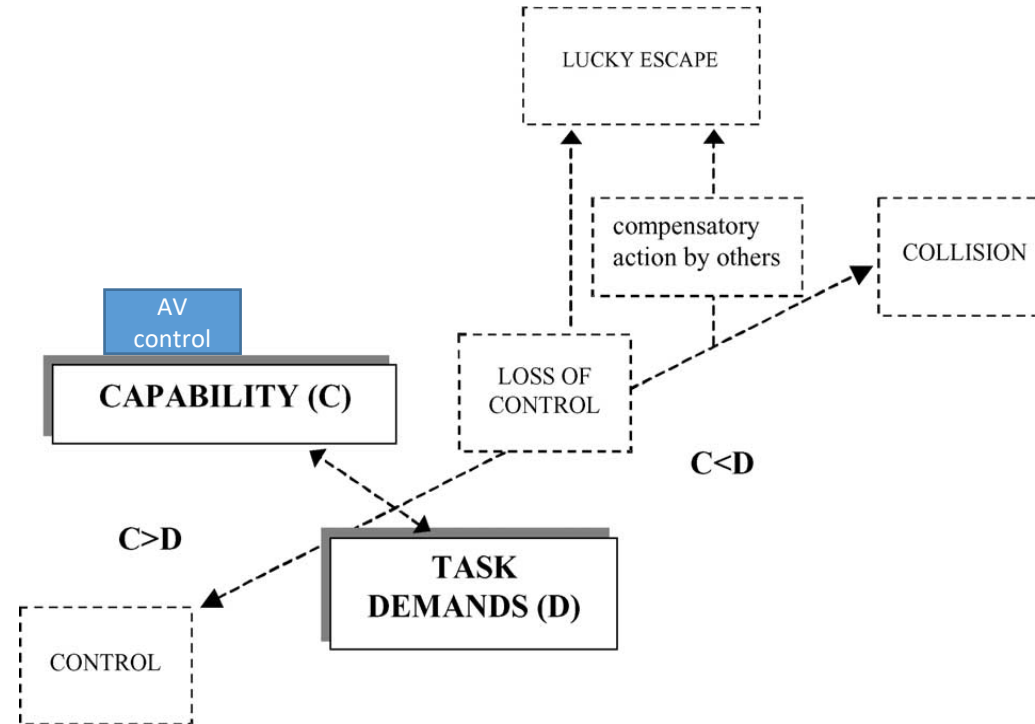 LUCKY ESCAPE
compensatory
action by others
COLLISION
AV
control
CAPABILITY (C)
LOSS OF
CONTROL
C<D
C>D
TASK
DEMANDS (D)
CONTROL